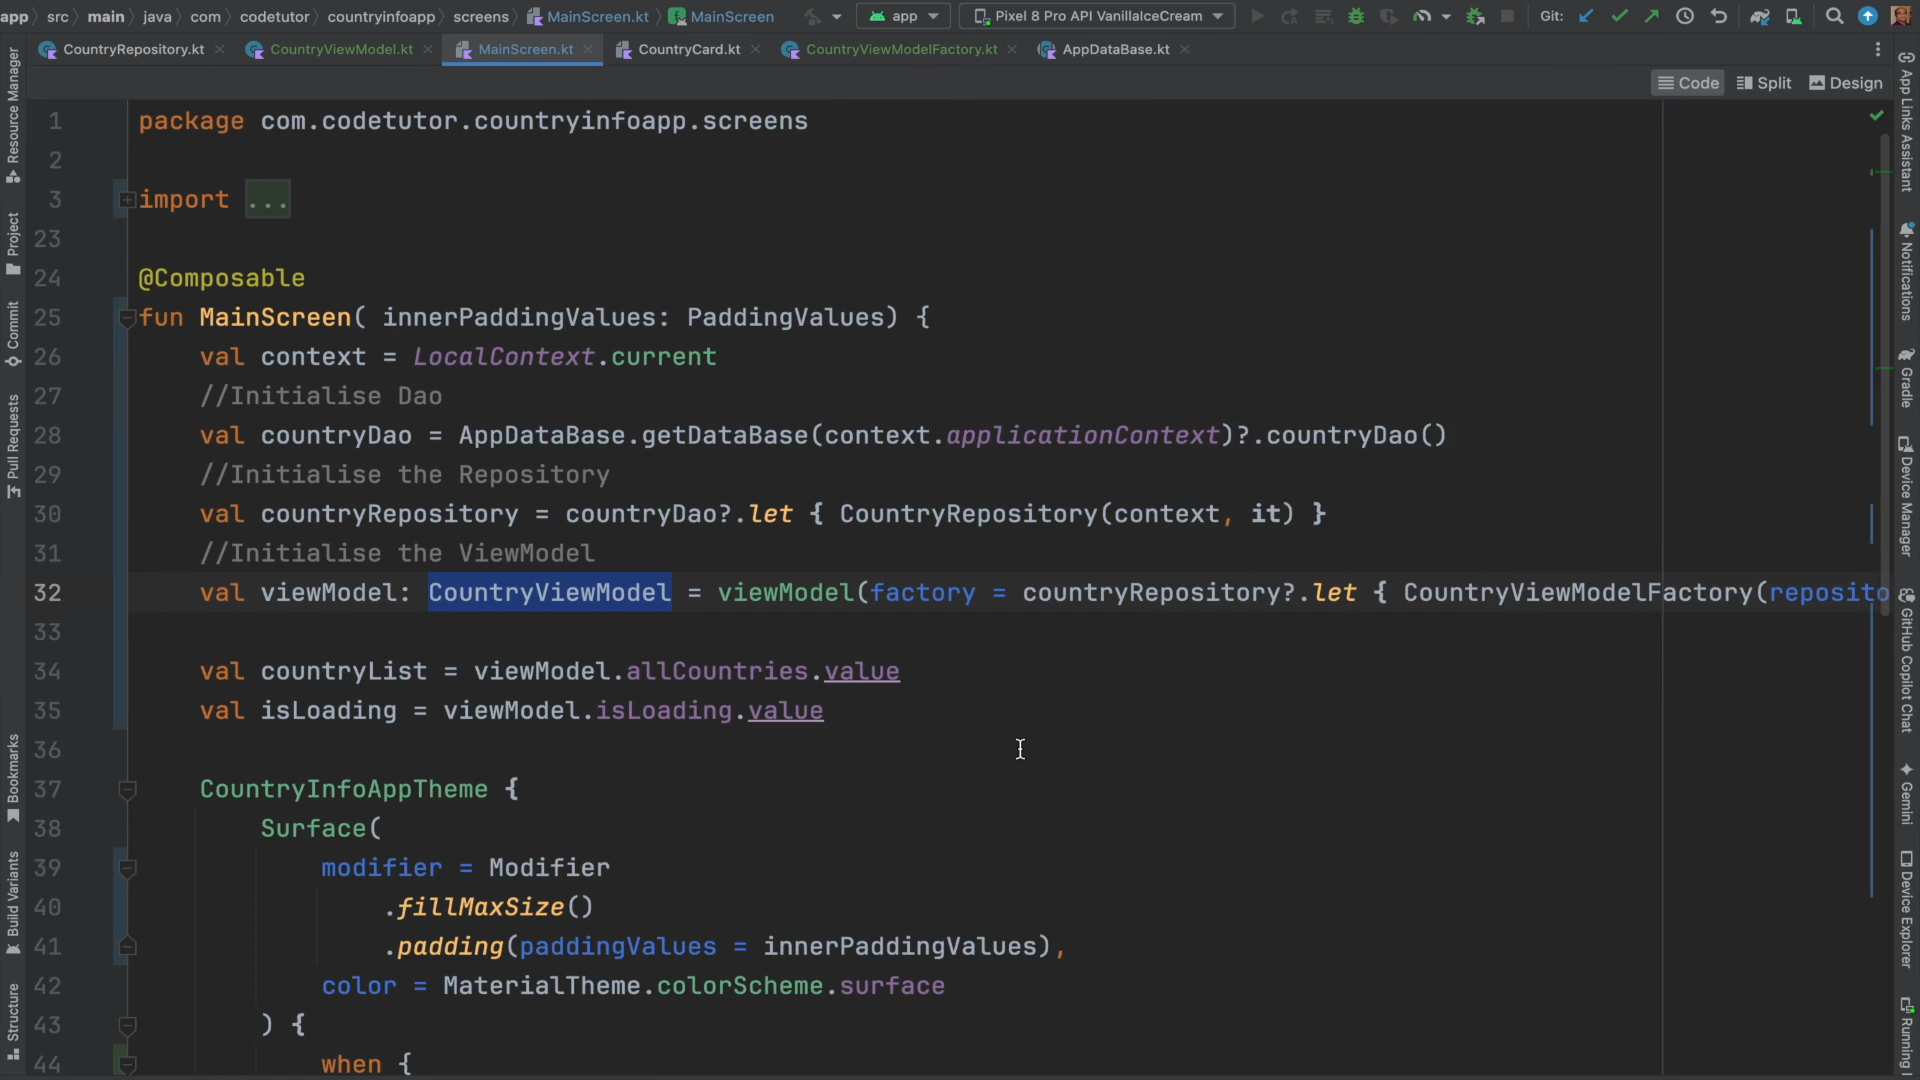 app src main java com codetutor countryinfoapp screens MainScreen.kt MainScreen app Pixel 8 Pro API VanillaIceCream Git:
CountryRepository.kt CountryViewModel.kt MainScreen.kt CountryCard.kt CountryViewModelFactory.kt AppDataBase.kt
Code Split Design
1 package com.codetutor.countryinfoapp.screens
2
3 import ...
23
24 @Composable
25 fun MainScreen( innerPaddingValues: PaddingValues) {
26 val context = LocalContext.current
27 //Initialise Dao
28 val countryDao = AppDataBase.getDataBase(context.applicationContext)?.countryDao()
29 //Initialise the Repository
30 val countryRepository = countryDao?.let { CountryRepository(context, it) }
31 //Initialise the ViewModel
32 val viewModel: CountryViewModel = viewModel(factory = countryRepository?.let { CountryViewModelFactory(reposito
33
34 val countryList = viewModel.allCountries.value
35 val isLoading = viewModel.isLoading.value
36
37 CountryInfoAppTheme {
38 Surface(
39 modifier = Modifier
40 .fillMaxSize()
41 .padding(paddingValues = innerPaddingValues),
42 color = MaterialTheme.colorScheme.surface
43 ) {
44 when {
Resource Manager
Project
Commit
Pull Requests
Bookmarks
Build Variants
Structure
App Links Assistant
Notifications
Gradle
Device Manager
GitHub Copilot Chat
Gemini
Device Explorer
Running